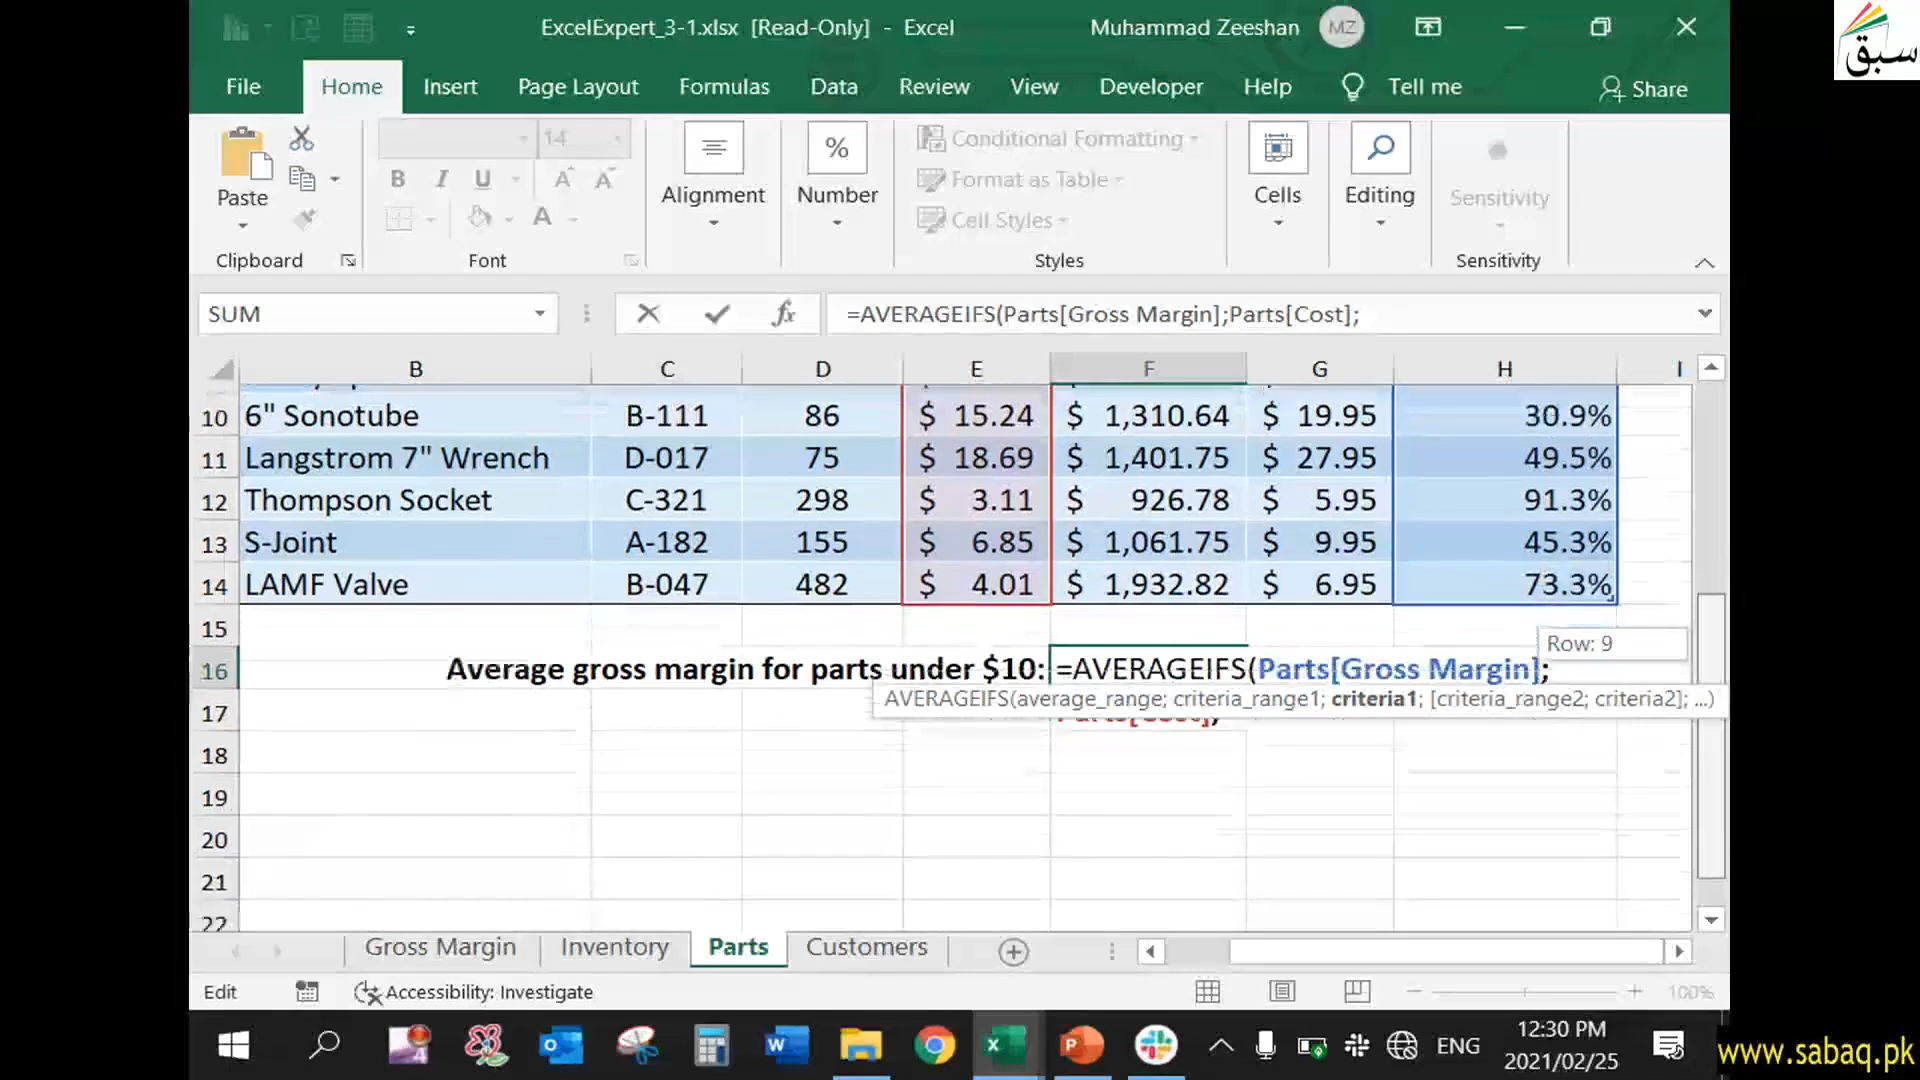 ExcelExpert_3-1.xlsx [Read-Only] - Excel
Muhammad Zeeshan MZ
سبق
File Home Insert Page Layout Formulas Data Review View Developer Help Tell me Share
14
Conditional Formatting
Format as Table
Cell Styles
B I U A A A
Paste Alignment Number Cells Editing Sensitivity
Clipboard Font Styles Sensitivity
SUM fx =AVERAGEIFS(Parts[Gross Margin];Parts[Cost];
B C D E F G H I
10 6" Sonotube B-111 86 $ 15.24 $ 1,310.64 $ 19.95 30.9%
11 Langstrom 7" Wrench D-017 75 $ 18.69 $ 1,401.75 $ 27.95 49.5%
12 Thompson Socket C-321 298 $ 3.11 $ 926.78 $ 5.95 91.3%
13 S-Joint A-182 155 $ 6.85 $ 1,061.75 $ 9.95 45.3%
14 LAMF Valve B-047 482 $ 4.01 $ 1,932.82 $ 6.95 73.3%
15
Row: 9
16 Average gross margin for parts under $10: =AVERAGEIFS(Parts[Gross Margin];
AVERAGEIFS(average_range; criteria_range1; criteria1; [criteria_range2; criteria2]; ...)
17 Parts[Cost];
18
19
20
21
22
Gross Margin Inventory Parts Customers
Edit Accessibility: Investigate 100%
ENG 12:30 PM
2021/02/25
www.sabaq.pk